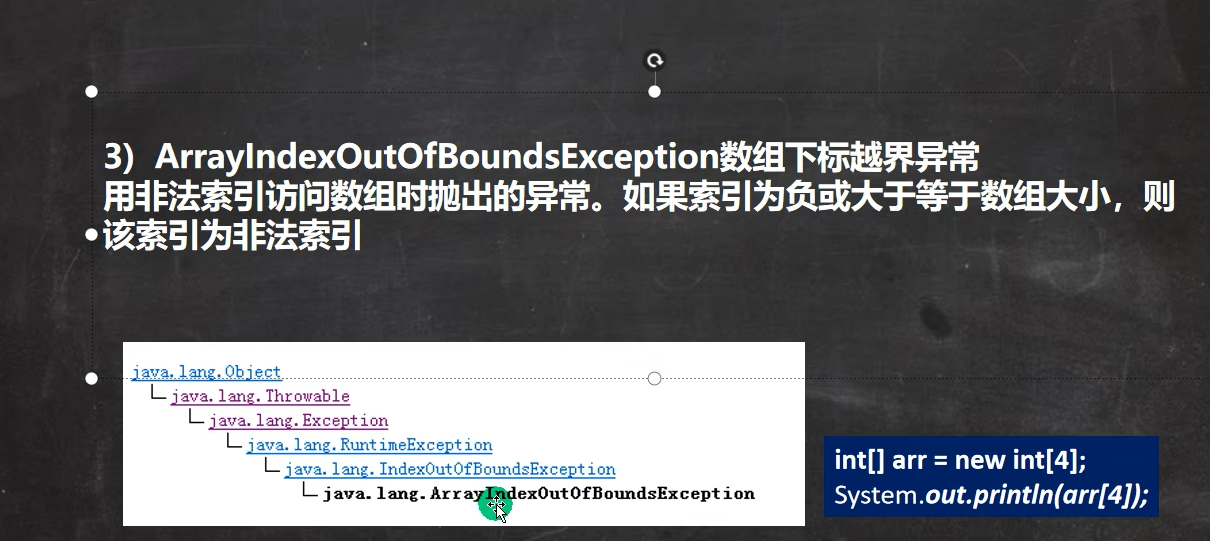 3）ArrayIndexOutOfBoundsException数组下标越界异常
用非法索引访问数组时抛出的异常。如果索引为负或大于等于数组大小，则
该索引为非法索引
java.lang.Object
java.lang.Throwable
java.lang.Exception
java.lang.RuntimeException
java.lang.IndexOutOfBoundsException
java.lang.ArrayIndexOutOfBoundsException
int[] arr = new int[4];
System.out.println(arr[4]);